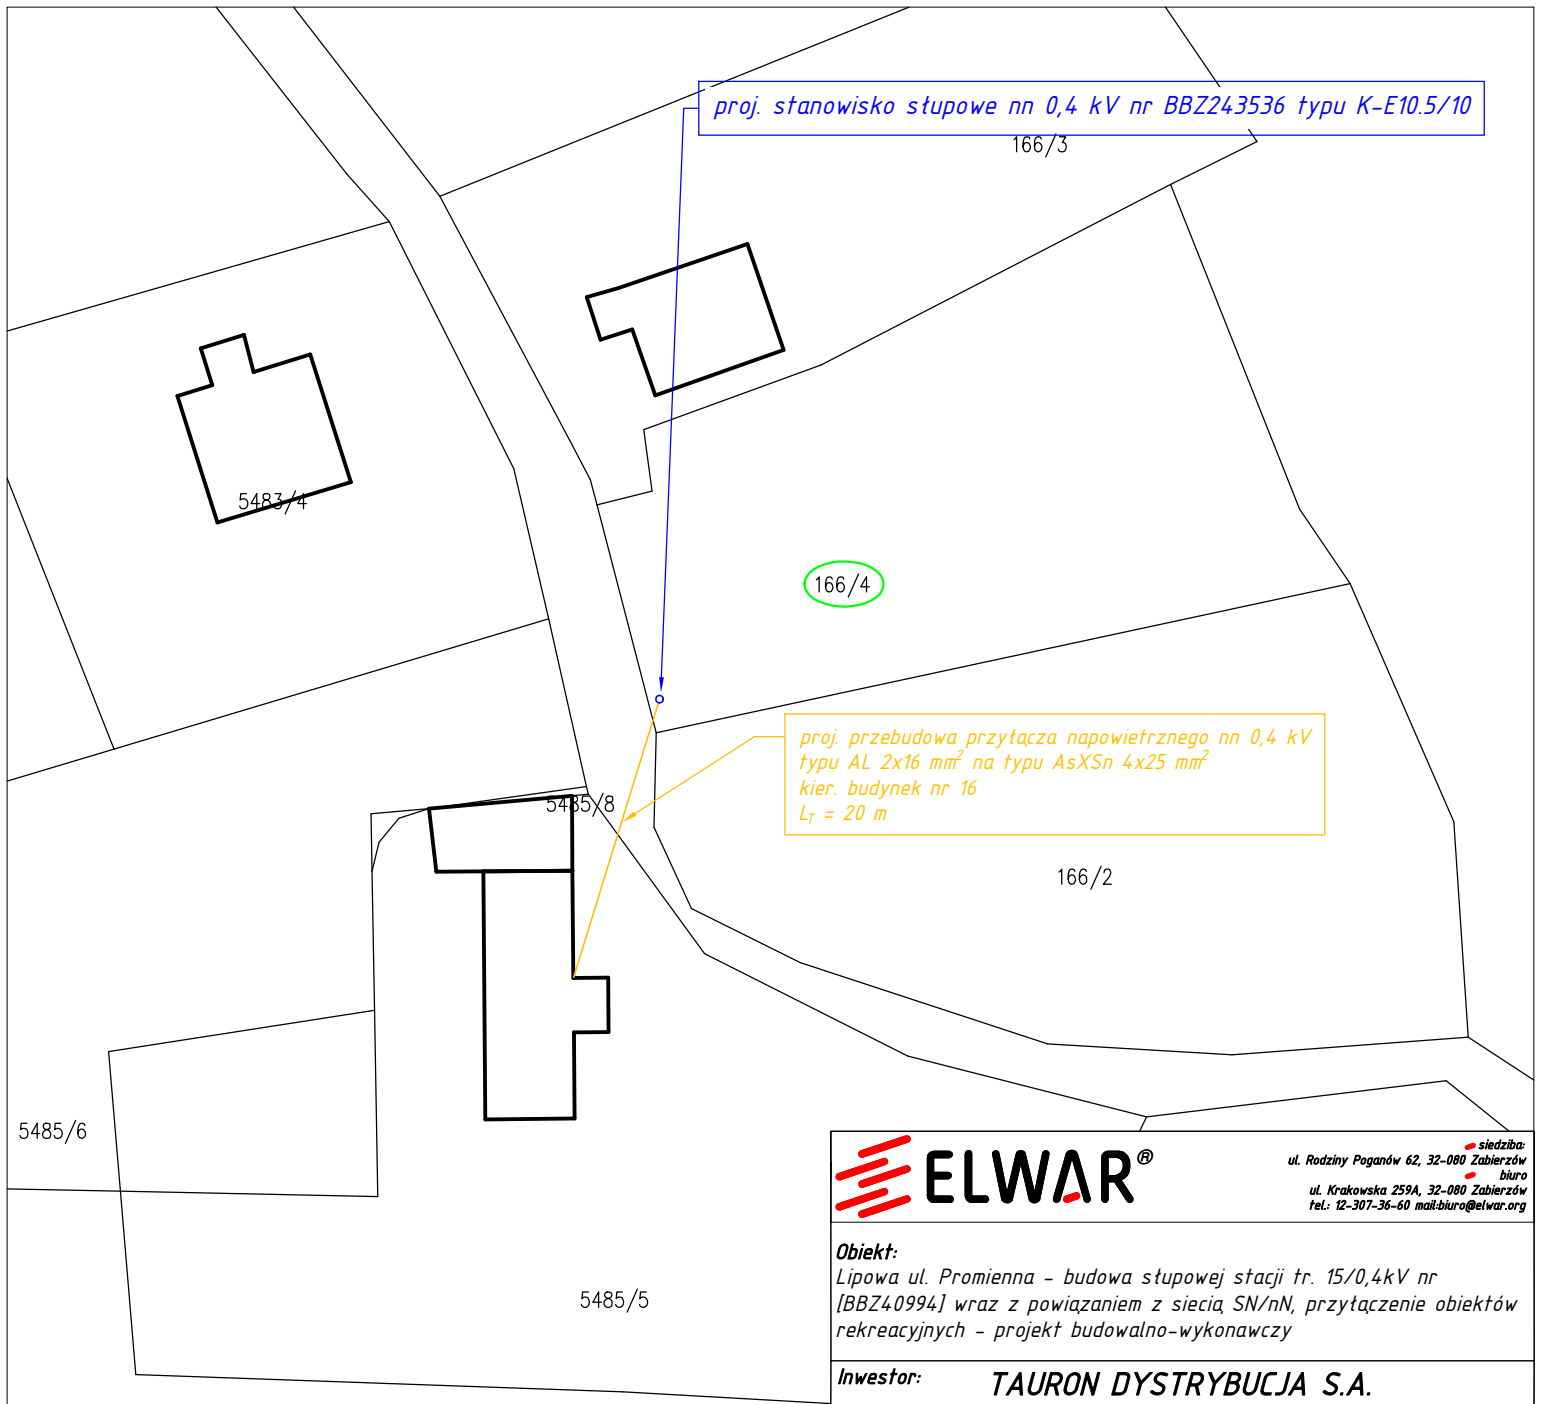 proj. stanowisko słupowe nn 0,4 kV nr BBZ243536 typu K-E10.5/10
166/3
5483/4
166/4
proj. przebudowa przyłącza napowietrznego nn 0,4 kV
typu AL 2x16 mm² na typu AsXSn 4x25 mm²
kier. budynek nr 16
L_T = 20 m
5485/8
166/2
5485/6
5485/5
ELWAR®
siedziba:
ul. Rodziny Poganów 62, 32-080 Zabierzów
biuro
ul. Krakowska 259A, 32-080 Zabierzów
tel.: 12-307-36-60 mail:biuro@elwar.org
Obiekt:
Lipowa ul. Promienna - budowa słupowej stacji tr. 15/0,4kV nr
[BBZ40994] wraz z powiązaniem z siecią SN/nN, przyłączenie obiektów
rekreacyjnych - projekt budowalno-wykonawczy
Inwestor:
TAURON DYSTRYBUCJA S.A.